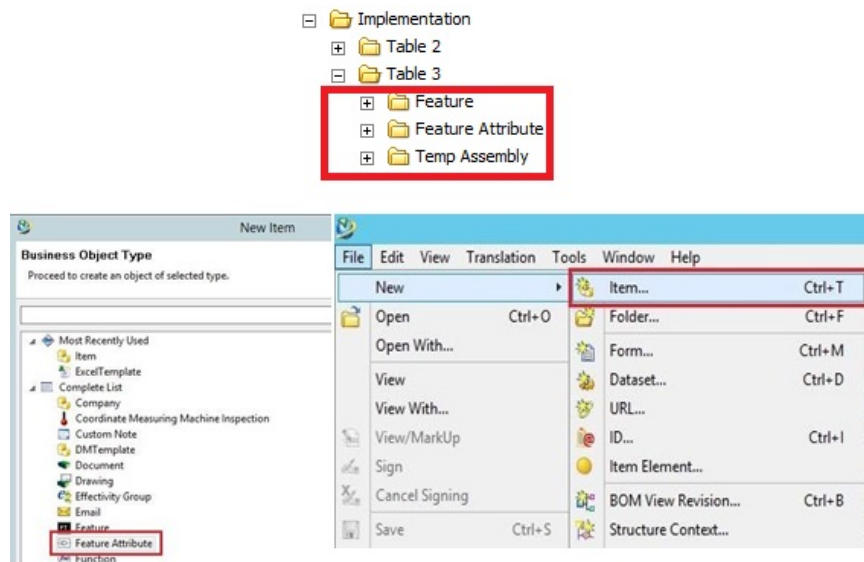 Implementation
Table 2
Table 3
Feature
Feature Attribute
Temp Assembly
New Item
Business Object Type
Proceed to create an object of selected type.
Most Recently Used
Item
ExcelTemplate
Complete List
Company
Coordinate Measuring Machine Inspection
Custom Note
DMTemplate
Document
Drawing
Effectivity Group
Email
Feature
Feature Attribute
Function
File Edit View Translation Tools Window Help
New
Open Ctrl+O
Open With...
View
View With...
View/MarkUp
Sign
Cancel Signing
Save Ctrl+S
Item... Ctrl+T
Folder... Ctrl+F
Form... Ctrl+M
Dataset... Ctrl+D
URL...
ID... Ctrl+I
Item Element...
BOM View Revision... Ctrl+B
Structure Context...